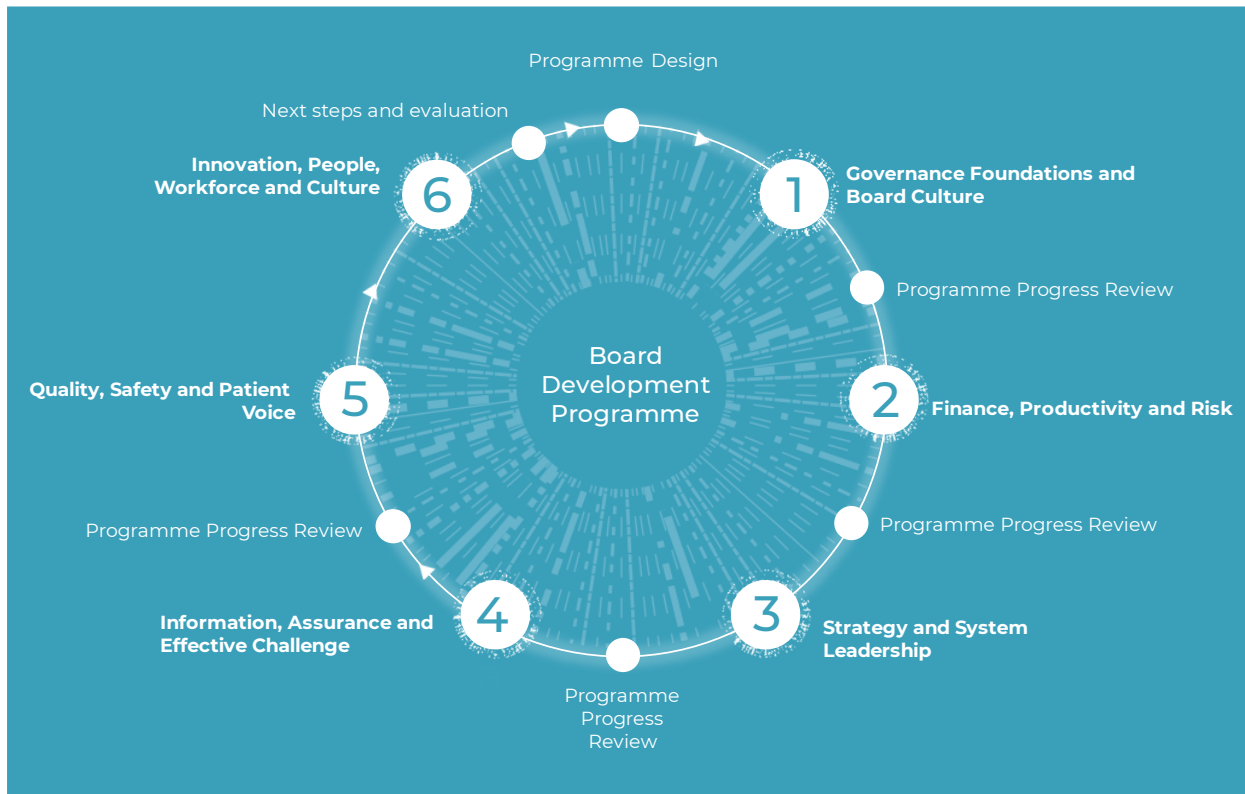 Programme Design
Next steps and evaluation
Innovation, People,
Workforce and Culture
6
1
Governance Foundations and
Board Culture
Programme Progress Review
Board
Development
Programme
Quality, Safety and Patient
Voice
5
2
Finance, Productivity and Risk
Programme Progress Review
Programme Progress Review
Information, Assurance and
Effective Challenge
4
3
Strategy and System
Leadership
Programme
Progress
Review